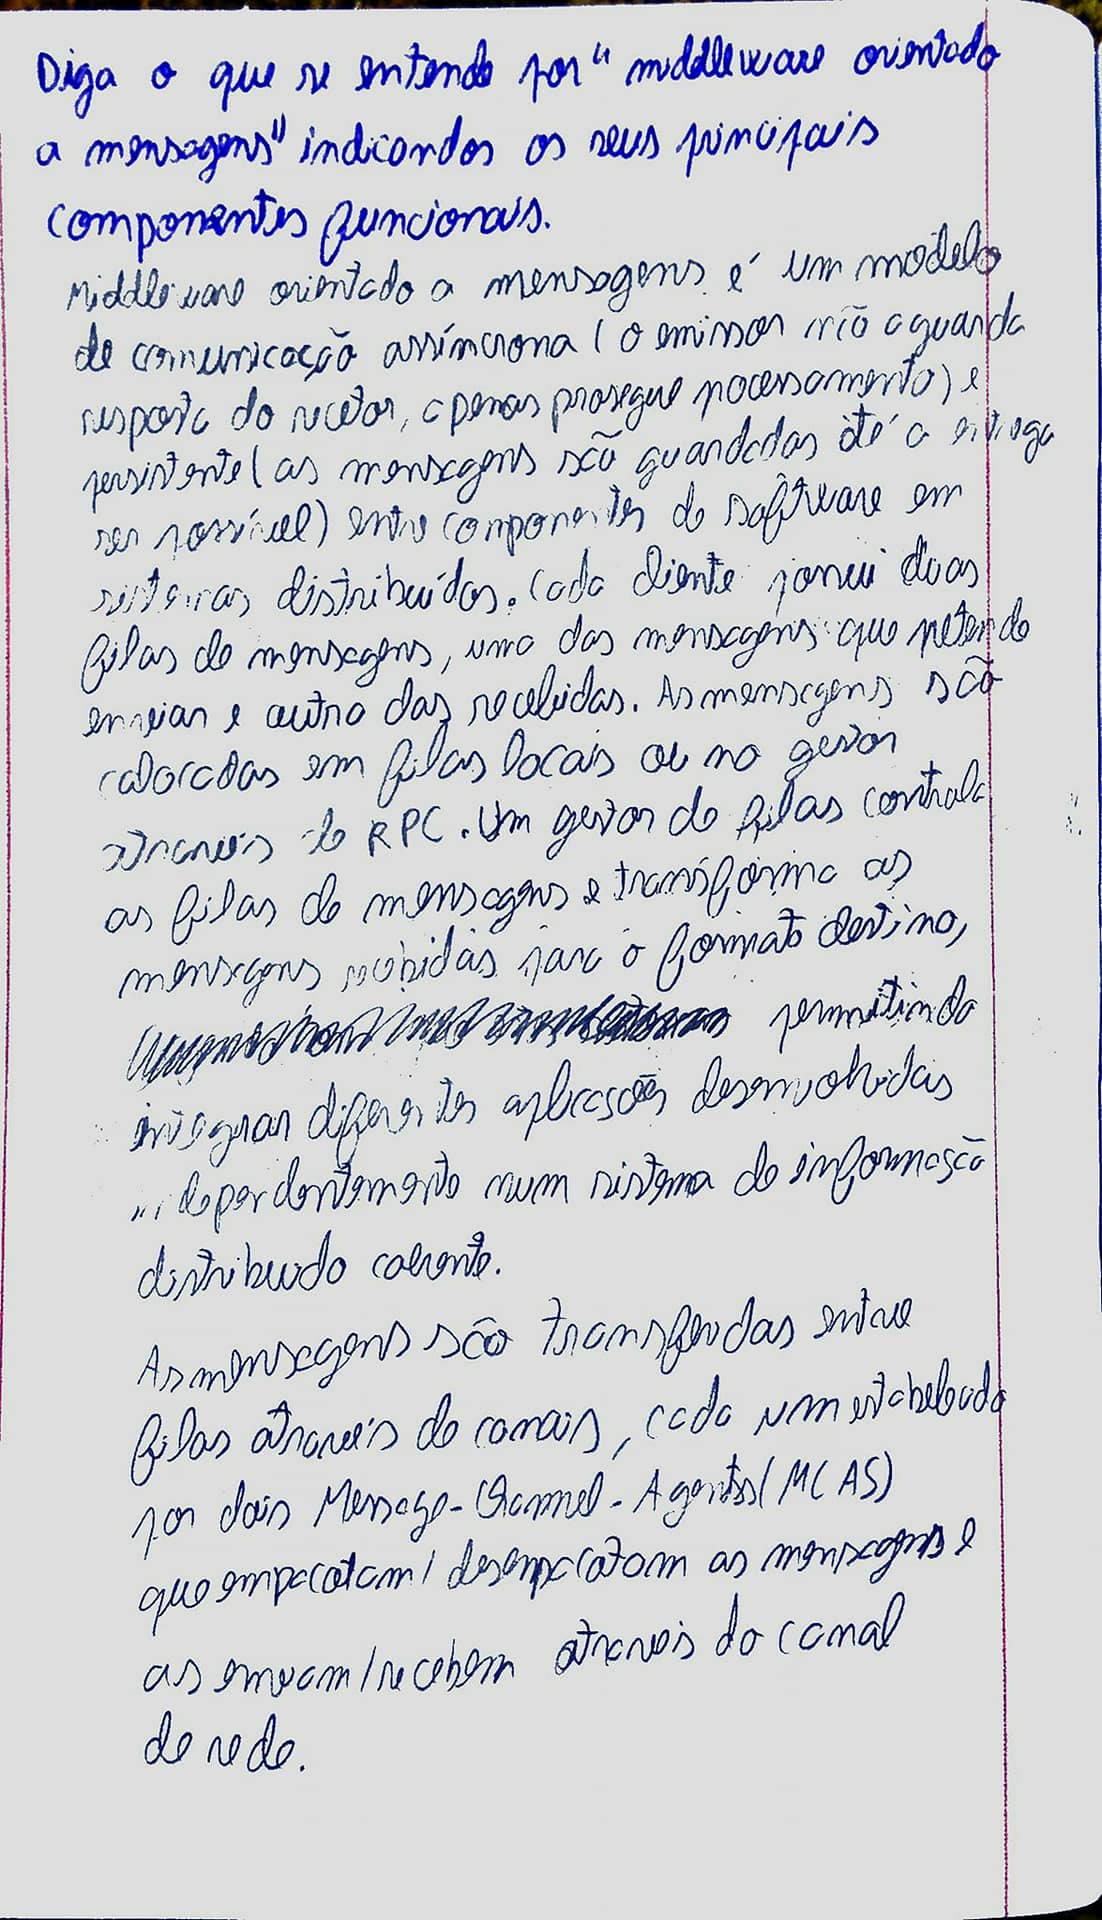 Diga o que se entende por "middleware orientado
a mensagens" indicandos os seus principais
componentes funcionais.
Middleware orientado a mensagens é um modelo
de comunicação assíncrona (o emissor não aguarda
resposta do recetor, apenas prosegue processamento) e
persistente (as mensagens são guardadas até a entrega
ser possível) entre componentes de software em
sistemas distribuídos. Cada cliente possui duas
filas de mensagens, uma das mensagens que pretende
enviar e outra das recebidas. As mensagens são
colocadas em filas locais ou no gestor
através de RPC. Um gestor de filas controla
as filas de mensagens e transforma as
mensagens recebidas para o formato destino,
permitindo
integrar diferentes aplicações desenvolvidas
independentemente num sistema de informação
distribuido coerente.
As mensagens são transferidas entre
filas através de canais, cada um estabelecido
por dois Message-Channel-Agents (MCAS)
que empacotam/desempacotam as mensagens e
as enviam/recebem através do canal
de rede.